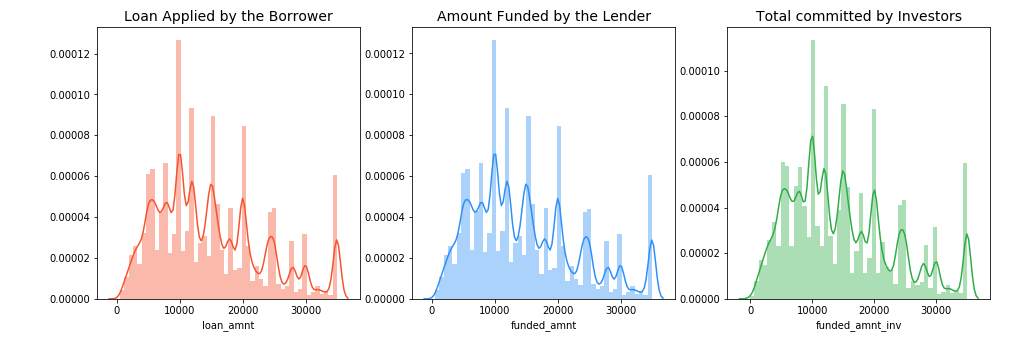 Loan Applied by the Borrower
0.00012
0.00010
0.00008
0.00006
0.00004
0.00002
0.00000
0 10000 20000 30000
loan_amnt
Amount Funded by the Lender
0.00012
0.00010
0.00008
0.00006
0.00004
0.00002
0.00000
0 10000 20000 30000
funded_amnt
Total committed by Investors
0.00010
0.00008
0.00006
0.00004
0.00002
0.00000
0 10000 20000 30000
funded_amnt_inv